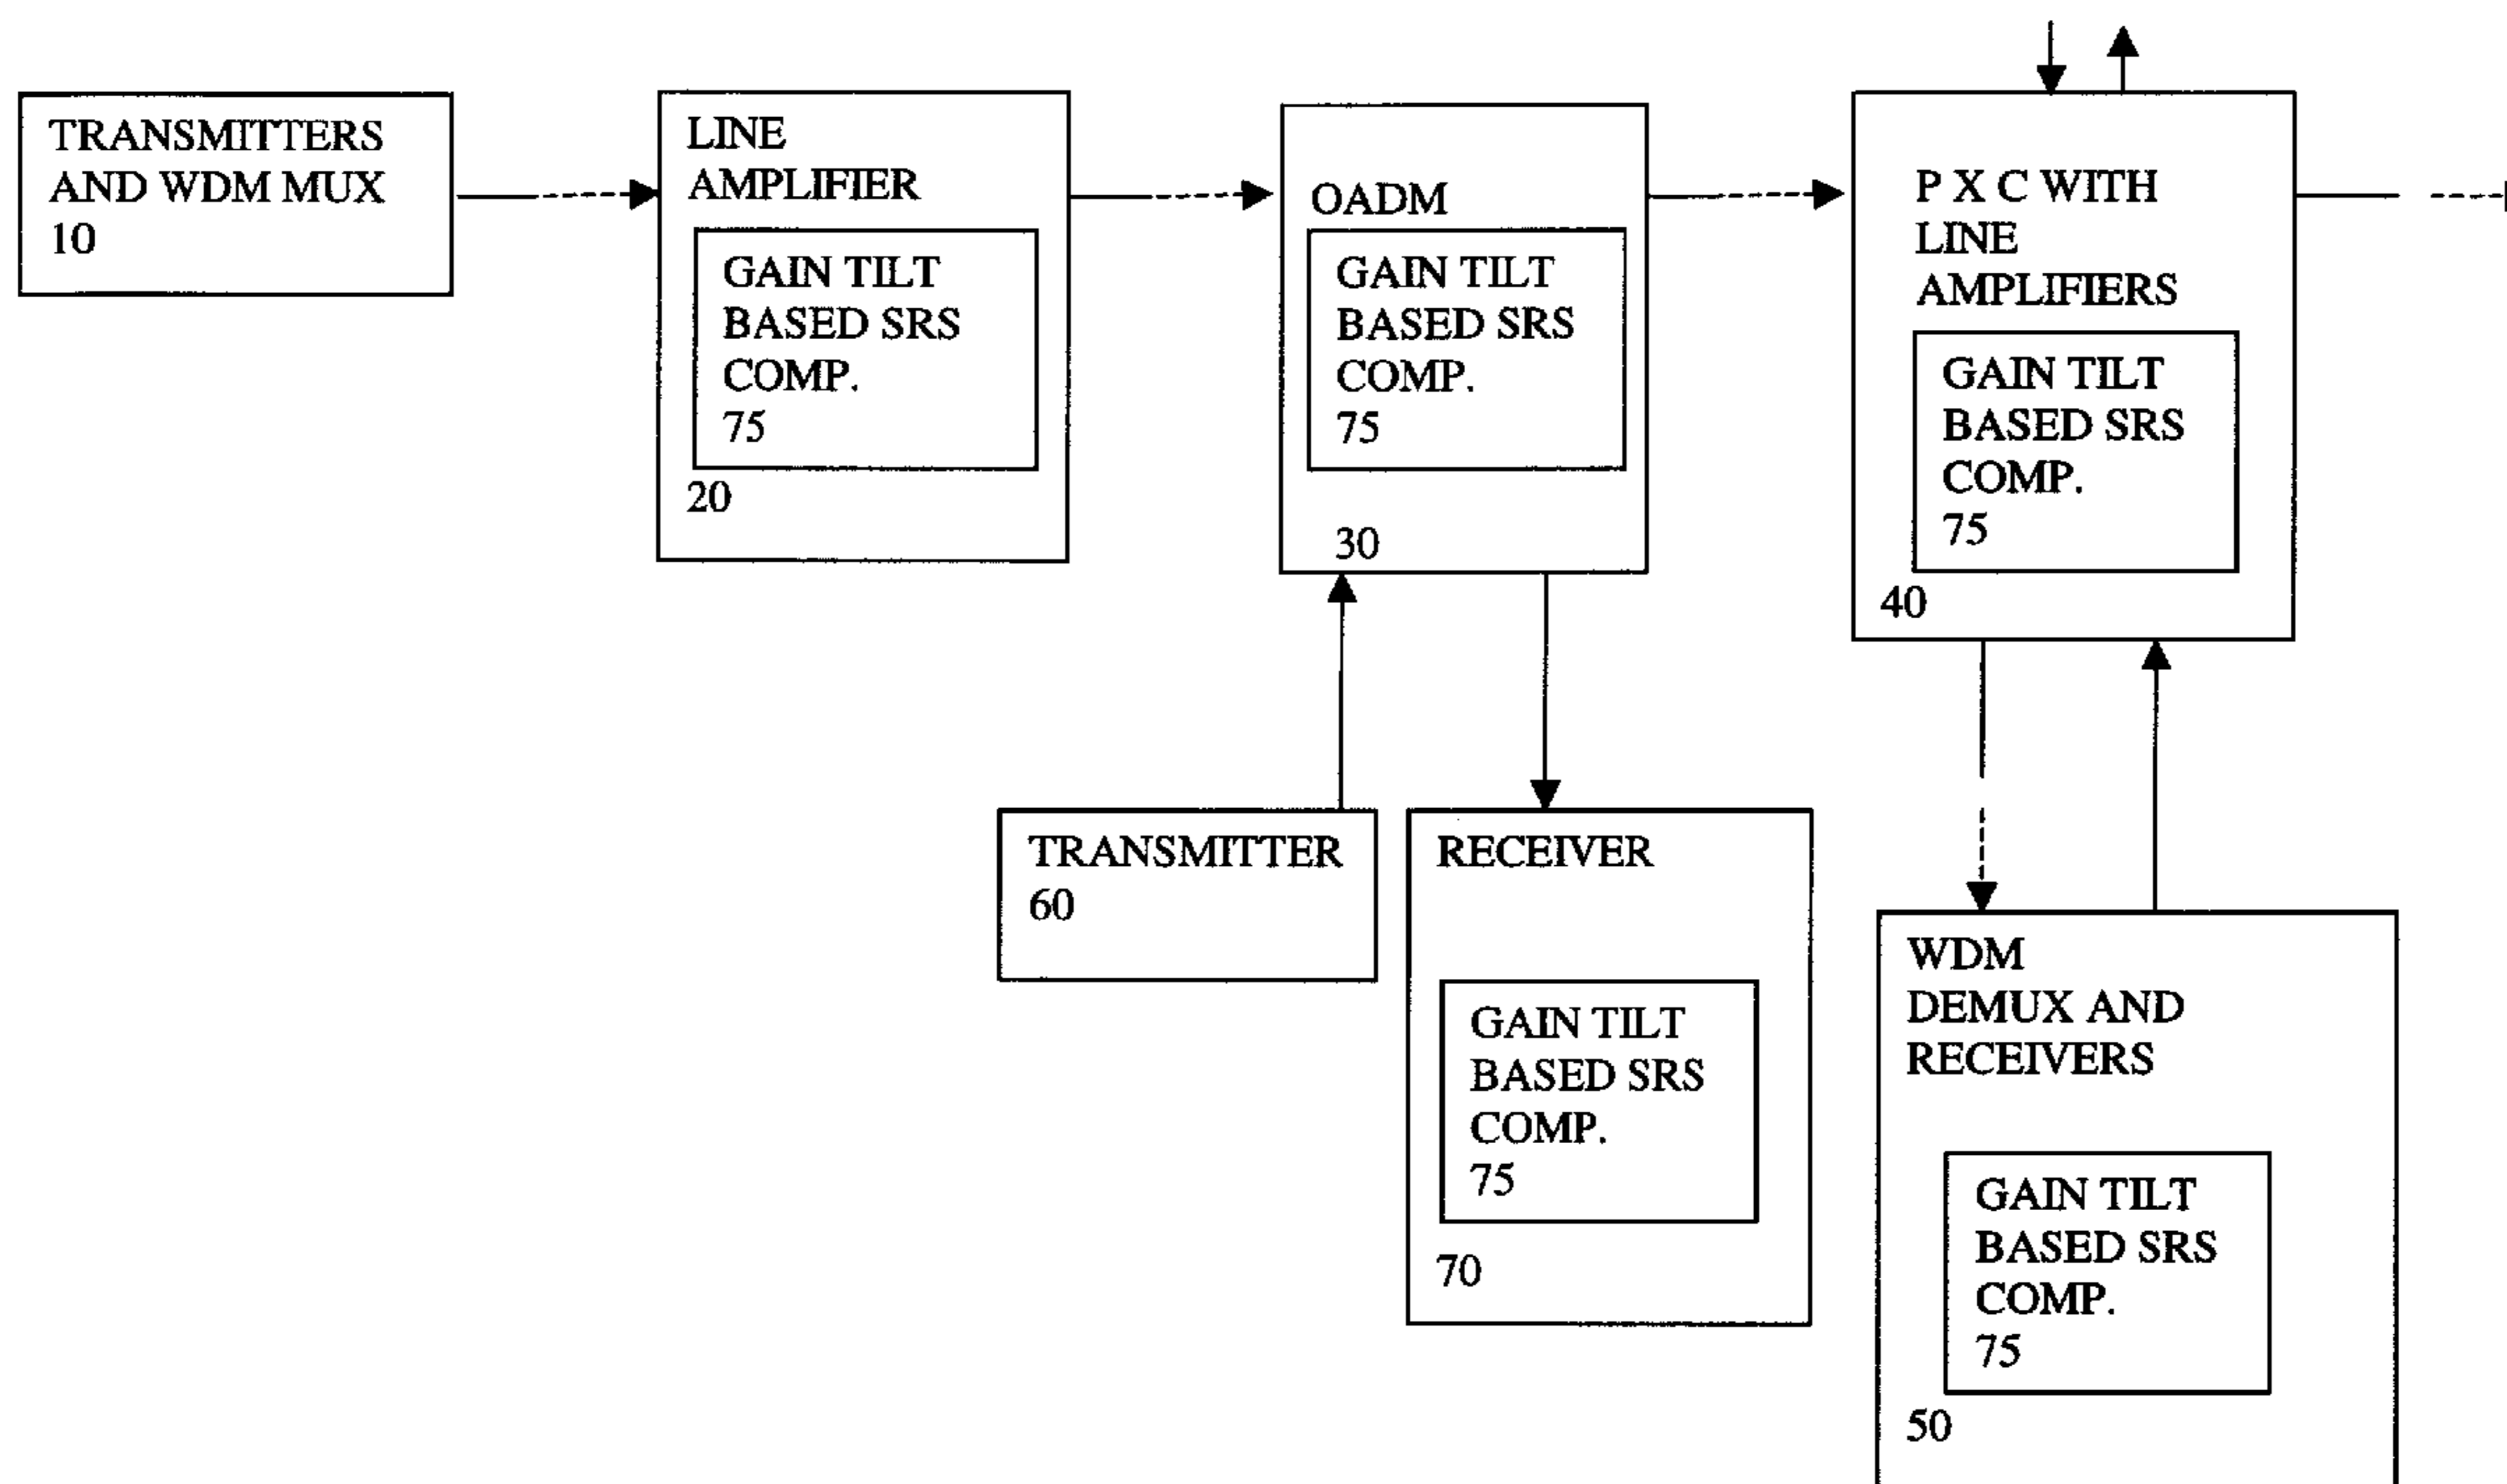 TRANSMITTERS
AND WDM MUX
10
LINE
AMPLIFIER
GAIN TILT
BASED SRS
COMP.
75
20
OADM
GAIN TILT
BASED SRS
COMP.
75
30
P X C WITH
LINE
AMPLIFIERS
GAIN TILT
BASED SRS
COMP.
75
40
TRANSMITTER
60
RECEIVER
GAIN TILT
BASED SRS
COMP.
75
70
WDM
DEMUX AND
RECEIVERS
GAIN TILT
BASED SRS
COMP.
75
50